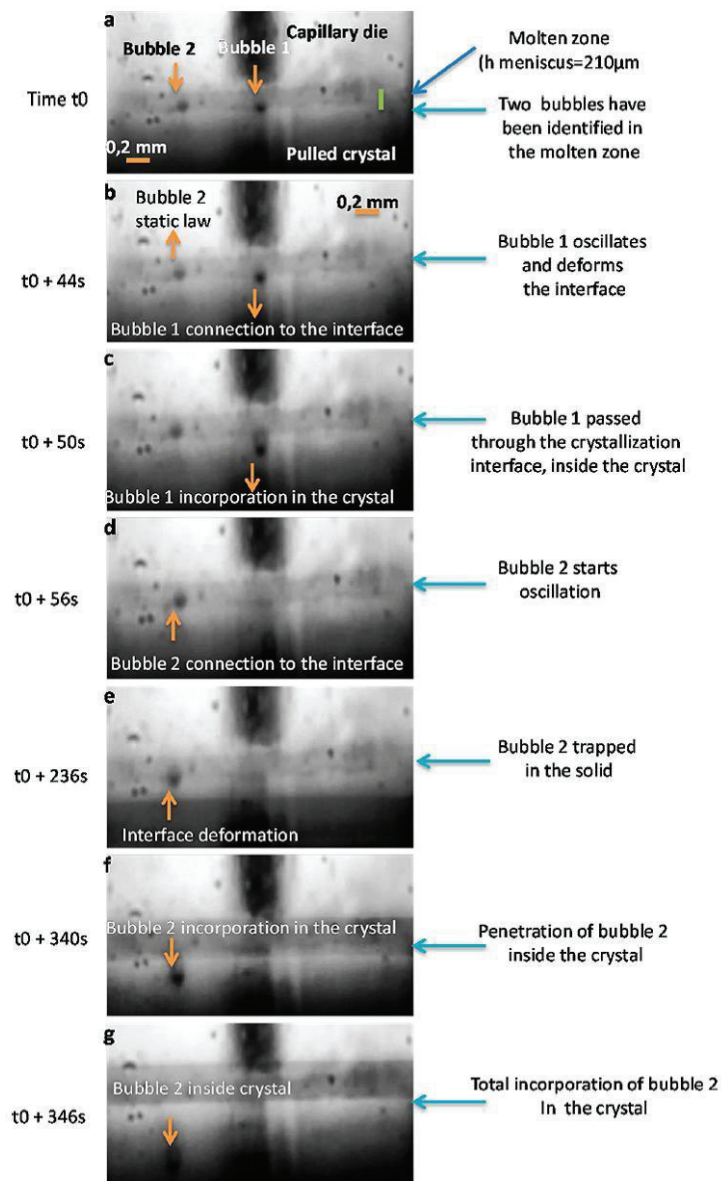 a
Bubble 2
Bubble 1
Capillary die
Time t0
0,2 mm
Pulled crystal
Molten zone
(h meniscus=210µm
Two bubbles have
been identified in
the molten zone
b
Bubble 2
static law
0,2 mm
t0 + 44s
Bubble 1 connection to the interface
Bubble 1 oscillates
and deforms
the interface
c
t0 + 50s
Bubble 1 incorporation in the crystal
Bubble 1 passed
through the crystallization
interface, inside the crystal
d
t0 + 56s
Bubble 2 connection to the interface
Bubble 2 starts
oscillation
e
t0 + 236s
Interface deformation
Bubble 2 trapped
in the solid
f
Bubble 2 incorporation in the crystal
t0 + 340s
Penetration of bubble 2
inside the crystal
g
Bubble 2 inside crystal
t0 + 346s
Total incorporation of bubble 2
In the crystal